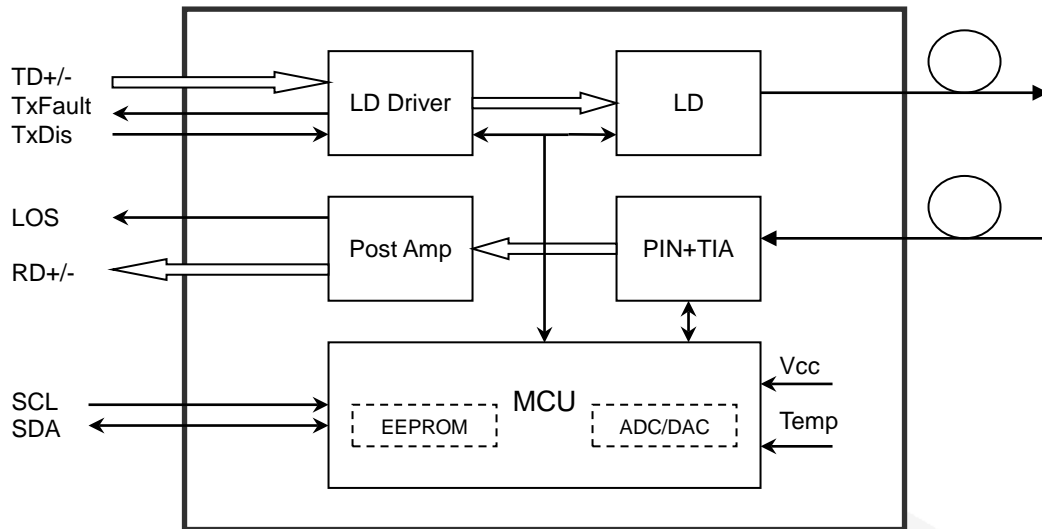 TD+/-
TxFault
TxDis
LD Driver
LD
LOS
RD+/-
Post Amp
PIN+TIA
SCL
SDA
MCU
EEPROM
ADC/DAC
Vcc
Temp